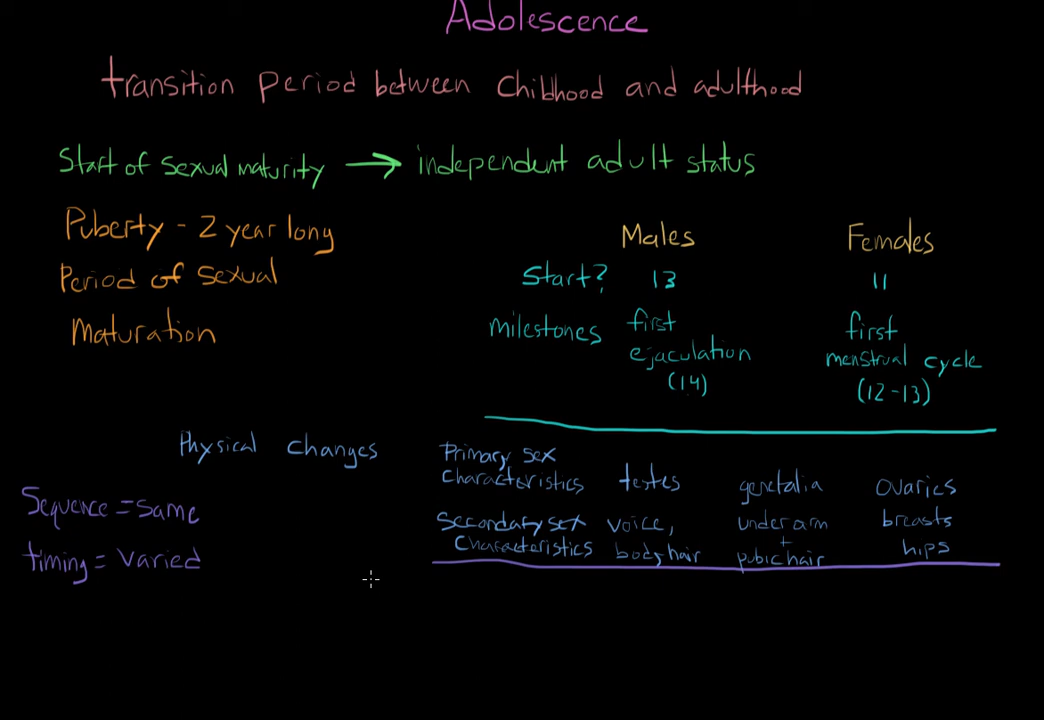 Adolescence
transition period between childhood and adulthood
Start of sexual maturity → independent adult status
Puberty - 2 year long
Period of sexual
Maturation
Males Females
Start? 13 11
milestones first ejaculation (14) first menstrual cycle (12-13)
Physical changes
Sequence = same
timing = varied
Primary sex
Characteristics testes genetalia ovaries
Secondary sex voice, underarm breasts
Characteristics body hair + pubic hair hips